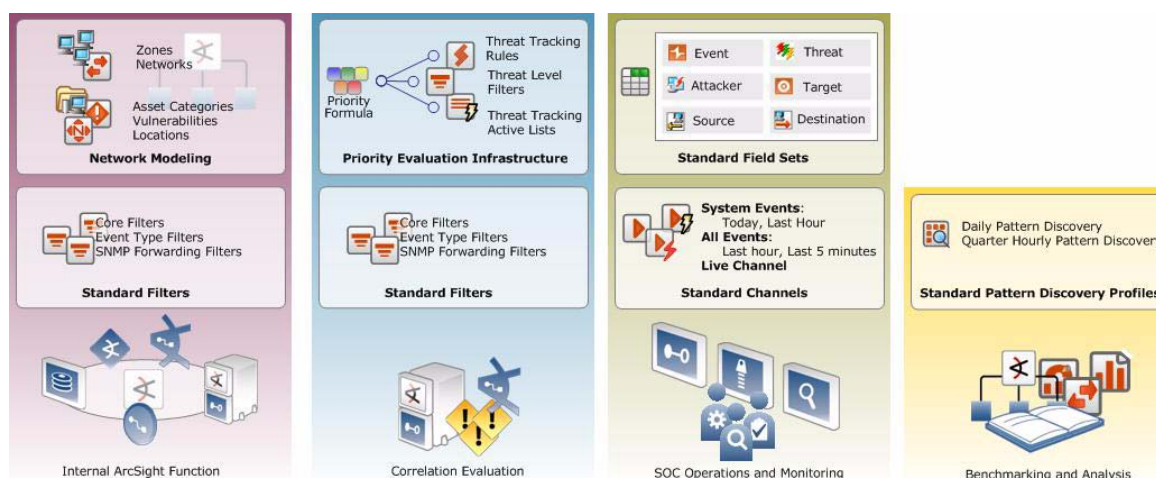 Zones
Networks
Asset Categories
Vulnerabilities
Locations
Network Modeling
Core Filters
Event Type Filters
SNMP Forwarding Filters
Standard Filters
Internal ArcSight Function
Threat Tracking
Rules
Priority
Formula
Threat Level
Filters
Threat Tracking
Active Lists
Priority Evaluation Infrastructure
Core Filters
Event Type Filters
SNMP Forwarding Filters
Standard Filters
Correlation Evaluation
Event
Threat
Attacker
Target
Source
Destination
Standard Field Sets
System Events:
Today, Last Hour
All Events:
Last hour, Last 5 minutes
Live Channel
Standard Channels
SOC Operations and Monitoring
Daily Pattern Discovery
Quarter Hourly Pattern Discover
Standard Pattern Discovery Profiles
Benchmarking and Analysis